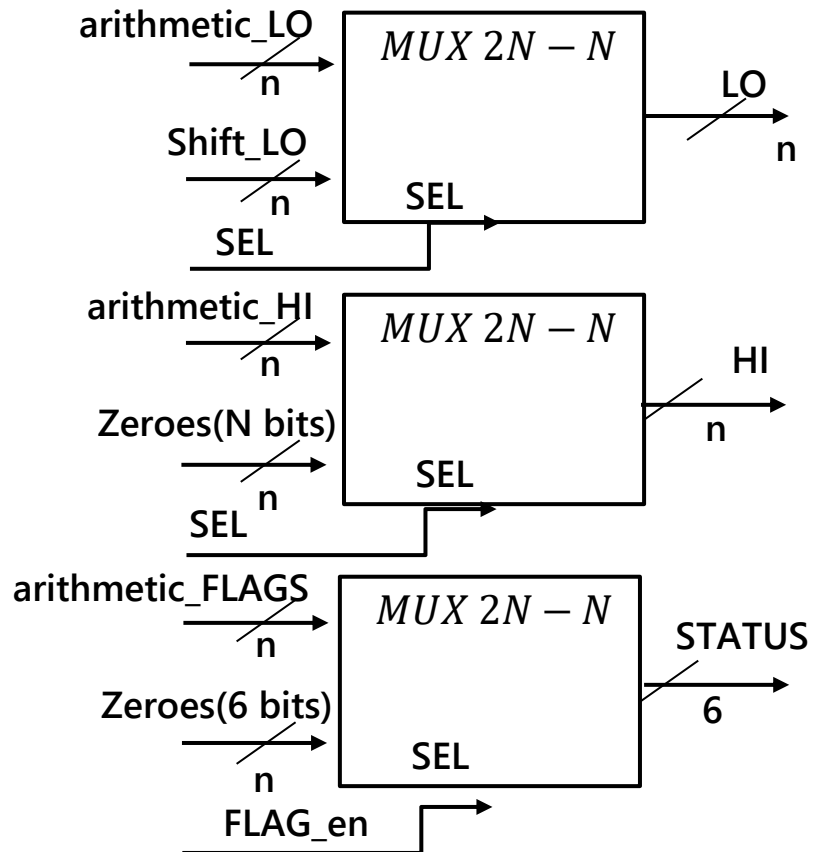 arithmetic_LO
n
MUX 2N − N
LO
n
Shift_LO
n
SEL
SEL
arithmetic_HI
n
MUX 2N − N
HI
n
Zeroes(N bits)
n
SEL
SEL
arithmetic_FLAGS
n
MUX 2N − N
STATUS
6
Zeroes(6 bits)
n
SEL
FLAG_en